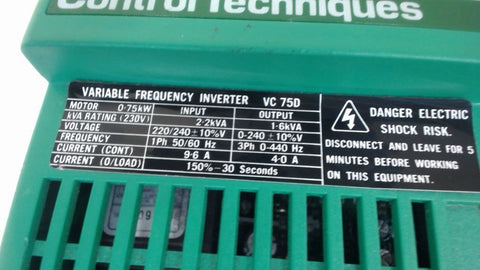 Control Techniques
VARIABLE FREQUENCY INVERTER VC 75D
MOTOR 0·75kW INPUT OUTPUT
kVA RATING (230V) 2·2kVA 1·6kVA
VOLTAGE 220/240 ±10%V 0-240 ±10%V
FREQUENCY 1Ph 50/60 Hz 3Ph 0-440 Hz
CURRENT (CONT) 9·6 A 4·0 A
CURRENT (O/LOAD) 150%-30 Seconds
DANGER ELECTRIC
SHOCK RISK.
DISCONNECT AND LEAVE FOR 5
MINUTES BEFORE WORKING
ON THIS EQUIPMENT.